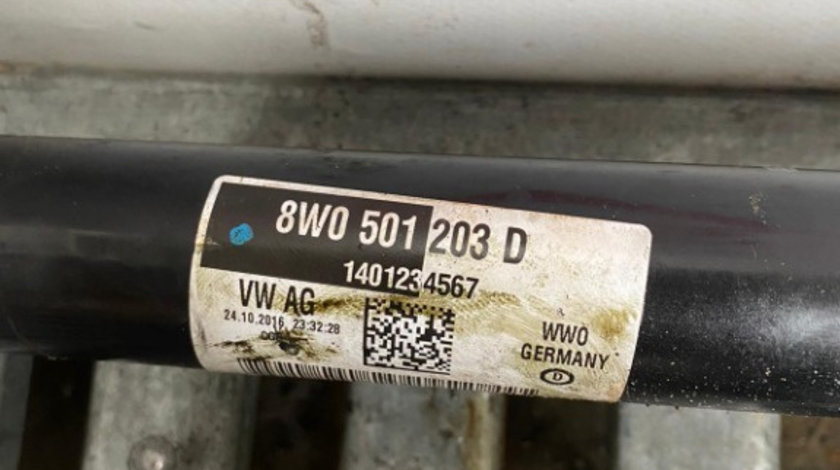 8W0 501 203 D
1401234567
VW AG
24.10.2016 23:32:28
WWO
GERMANY
D